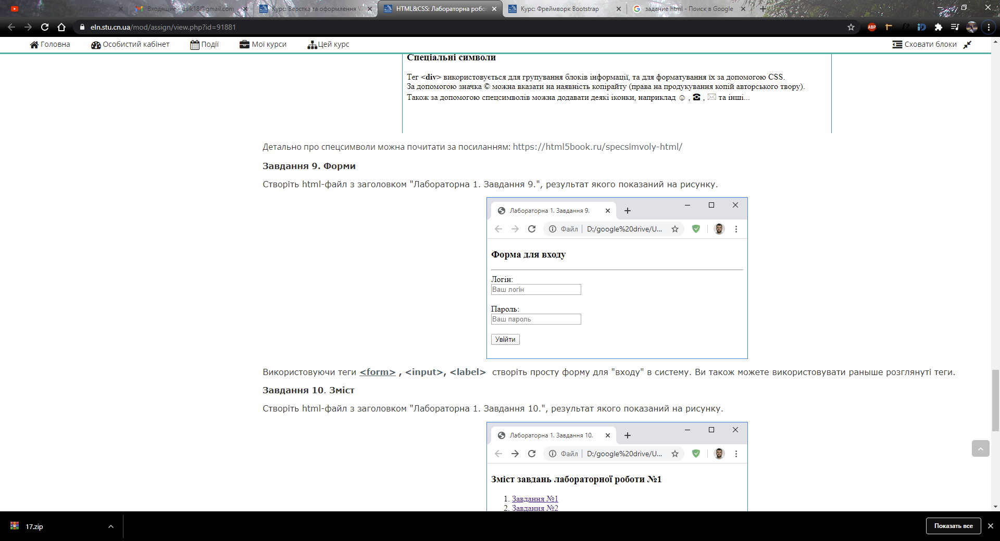 Антаркт
Входящие - usik18@gmail.com
Курс: Верстка та оформлення W
HTML&CSS: Лабораторна робот
Курс: Фреймворк Bootstrap
задание html - Поиск в Google
eln.stu.cn.ua/mod/assign/view.php?id=91881
ABP
Головна
Особистий кабінет
Події
Мої курси
Цей курс
Сховати блоки
Спеціальні символи
Тег <div> використовується для групування блоків інформації, та для форматування їх за допомогою CSS.
За допомогою значка © можна вказати на наявність копірайту (права на продукування копій авторського твору).
Також за допомогою спецсимволів можна додавати деякі іконки, наприклад ☺ , ☎ , ✉ та інші...
Детально про спецсимволи можна почитати за посиланням: https://html5book.ru/specsimvoly-html/
Завдання 9. Форми
Створіть html-файл з заголовком "Лабораторна 1. Завдання 9.", результат якого показаний на рисунку.
Лабораторна 1. Завдання 9.
Файл | D:/google%20drive/U...
Форма для входу
Логін:
Ваш логін
Пароль:
Ваш пароль
Увійти
Використовуючи теги <form> , <input>, <label> створіть просту форму для "входу" в систему. Ви також можете використовувати раньше розглянуті теги.
Завдання 10. Зміст
Створіть html-файл з заголовком "Лабораторна 1. Завдання 10.", результат якого показаний на рисунку.
Лабораторна 1. Завдання 10.
Файл | D:/google%20drive/U...
Зміст завдань лабораторної роботи №1
1. Завдання №1
2. Завдання №2
17.zip
Показать все